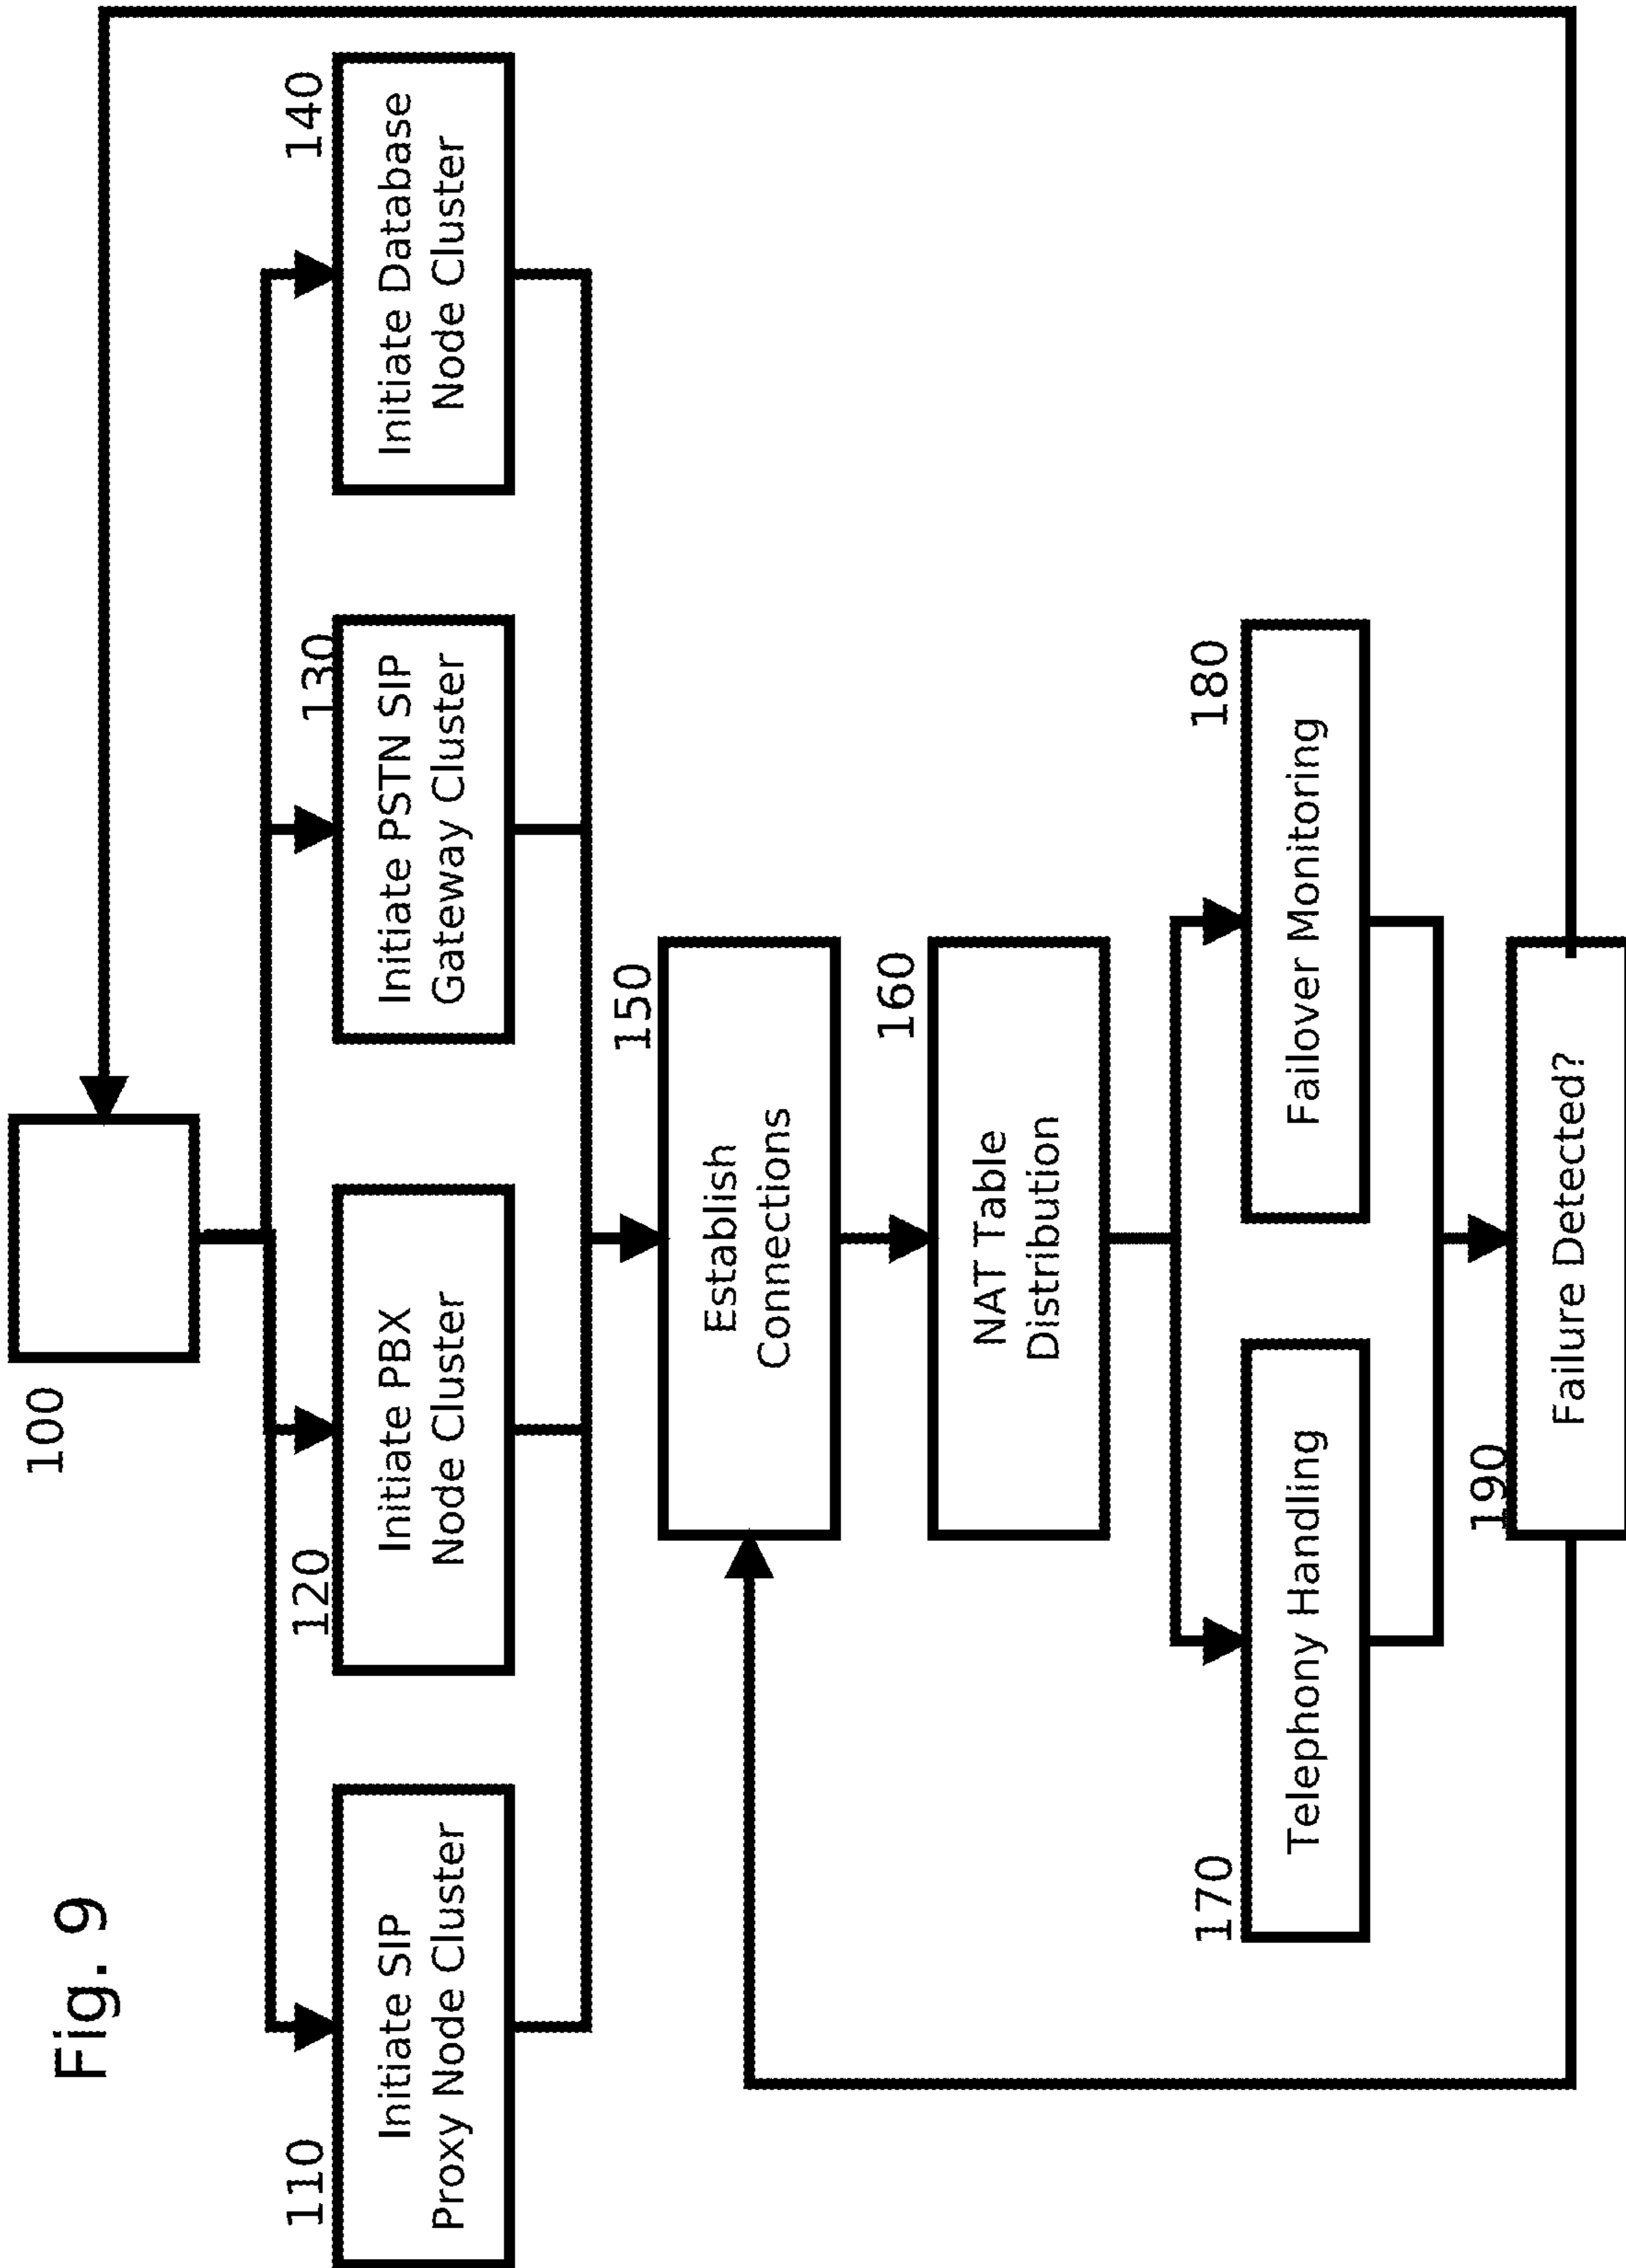 Fig. 9
100
110
Initiate SIP
Proxy Node Cluster
120
Initiate PBX
Node Cluster
130
Initiate PSTN SIP
Gateway Cluster
140
Initiate Database
Node Cluster
150
Establish
Connections
160
NAT Table
Distribution
170
Telephony Handling
180
Failover Monitoring
190
Failure Detected?